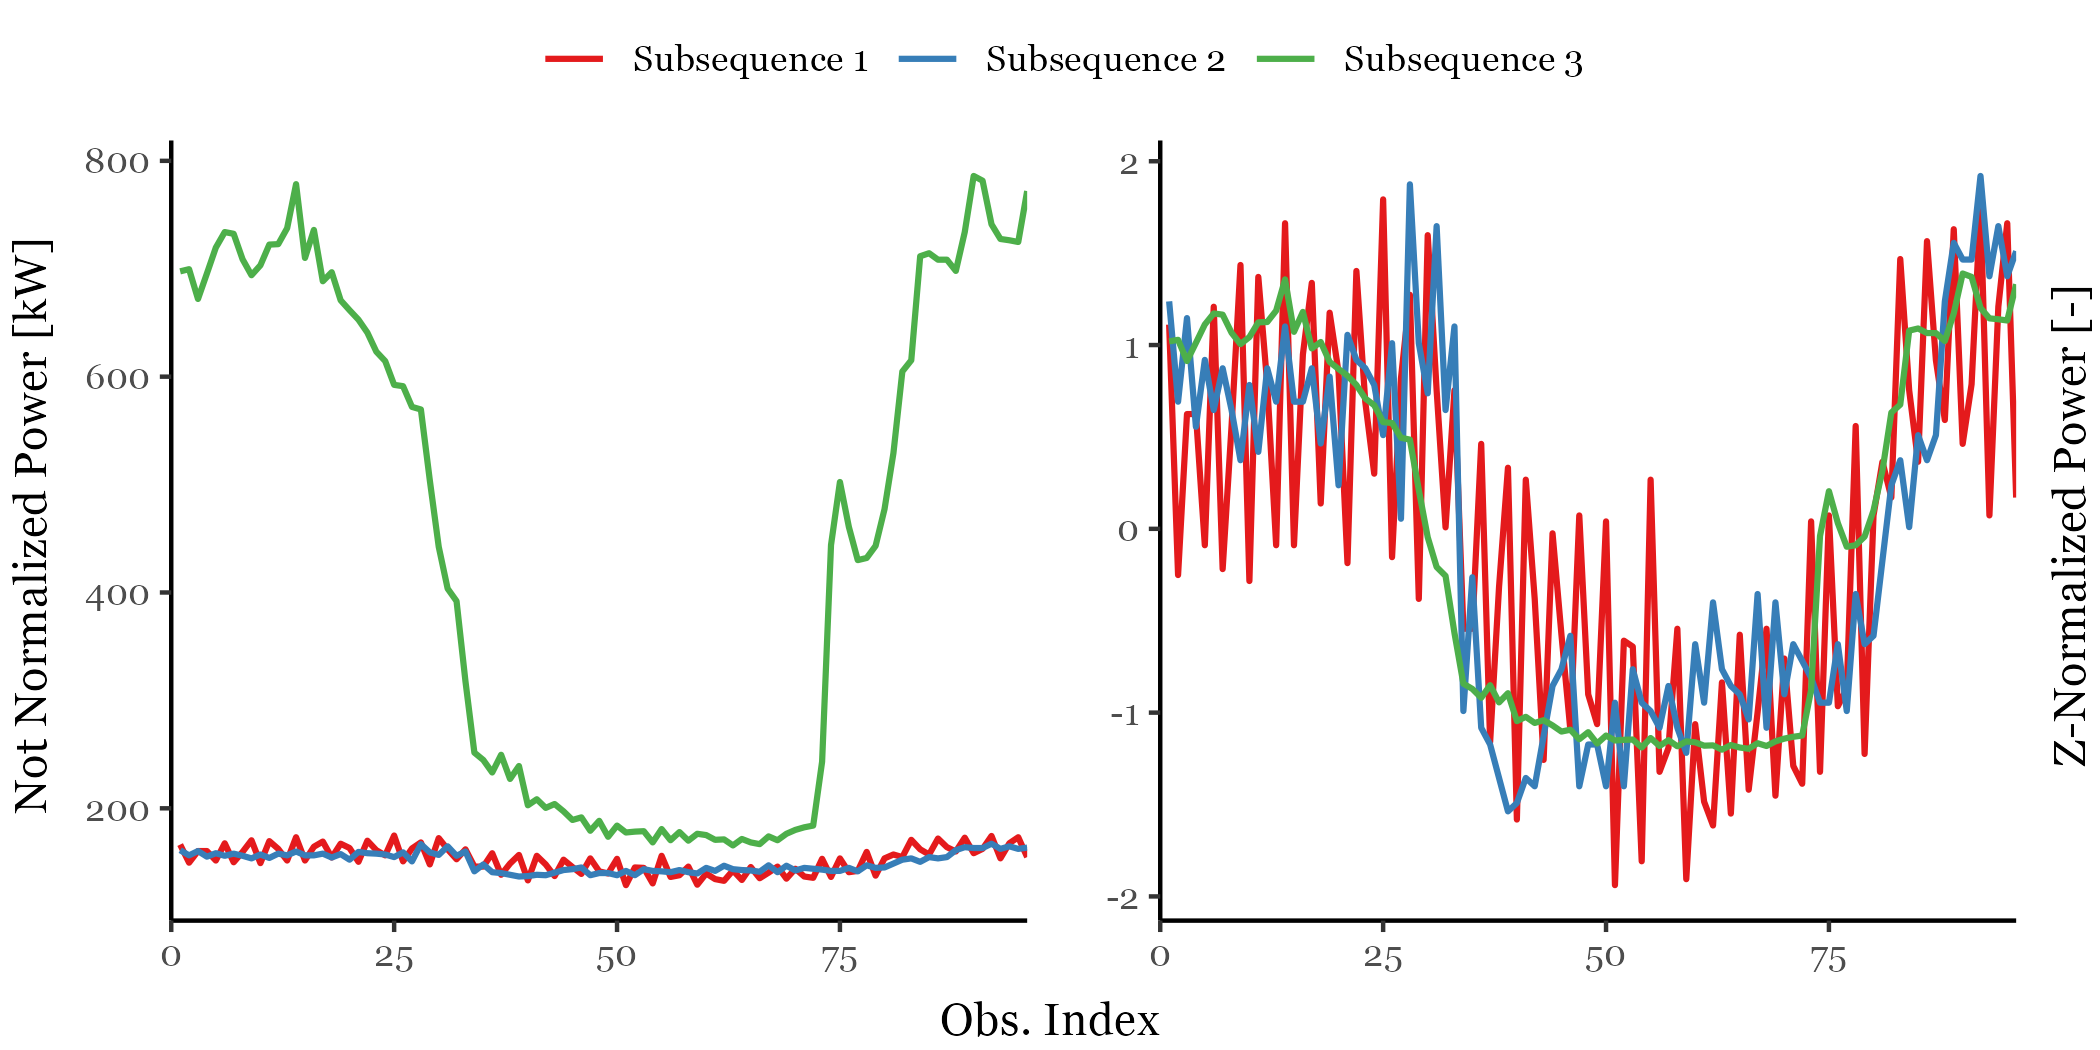 Subsequence 1 Subsequence 2 Subsequence 3
Not Normalized Power [kW]
800
600
400
200
0 25 50 75
2
1
0
-1
-2
0 25 50 75
Z-Normalized Power [-]
Obs. Index